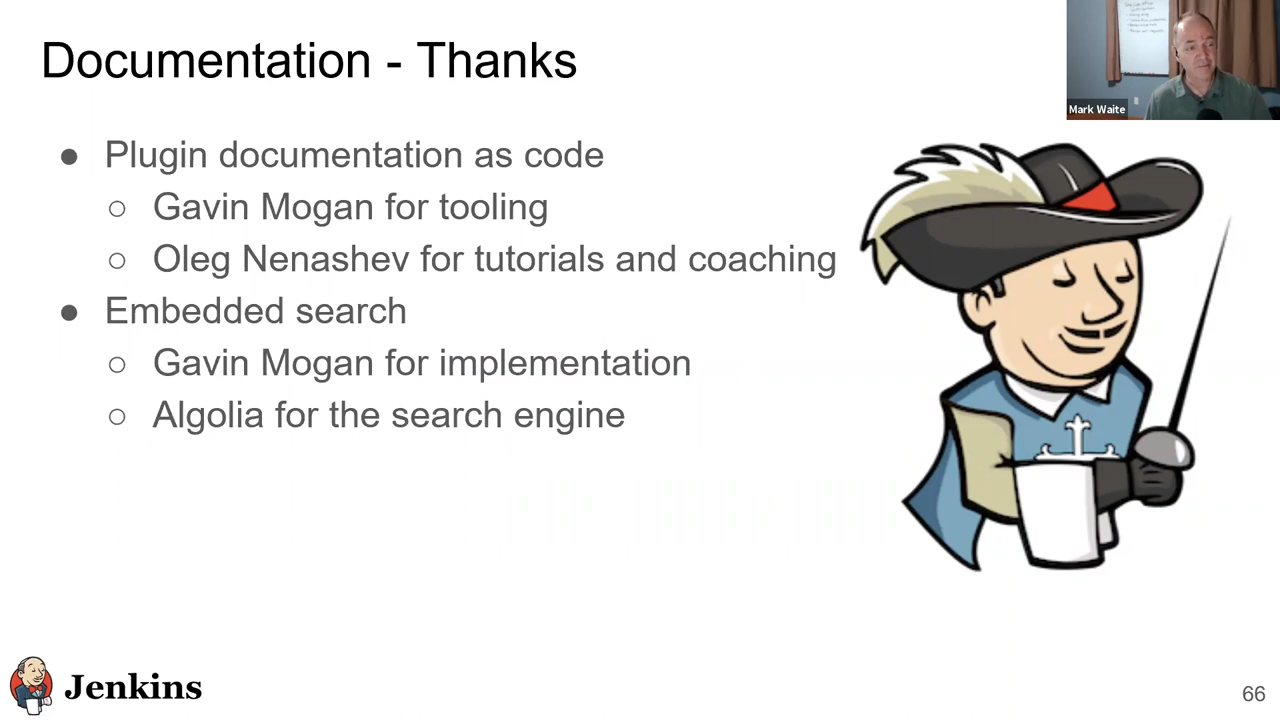 Documentation - Thanks
Mark Waite
● Plugin documentation as code
○ Gavin Mogan for tooling
○ Oleg Nenashev for tutorials and coaching
● Embedded search
○ Gavin Mogan for implementation
○ Algolia for the search engine
Jenkins
66